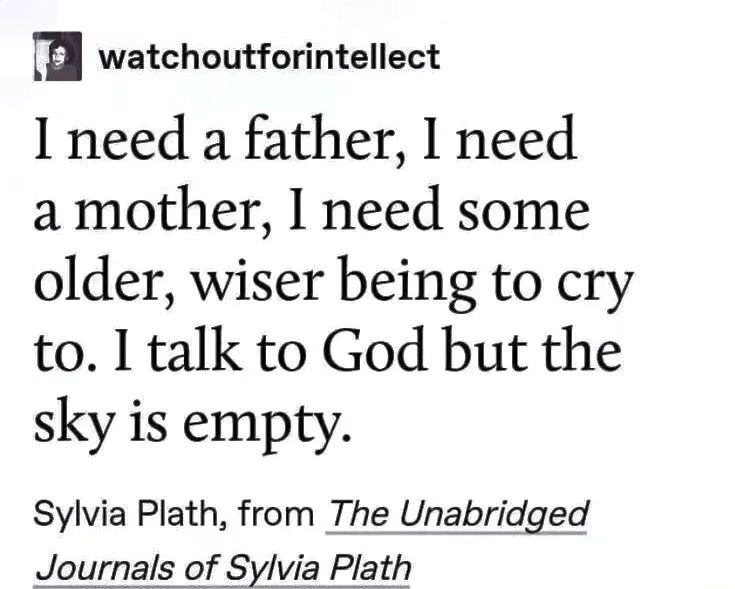 watchoutforintellect
I need a father, I need
a mother, I need some
older, wiser being to cry
to. I talk to God but the
sky is empty.
Sylvia Plath, from The Unabridged
Journals of Sylvia Plath